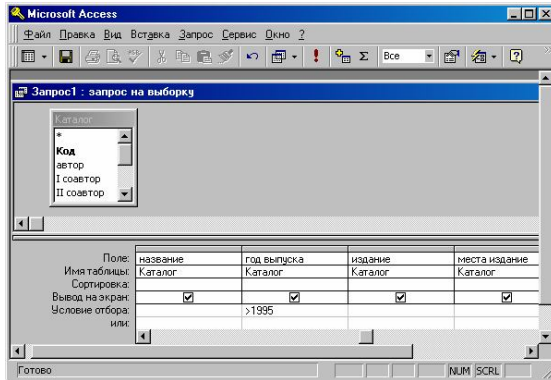 Microsoft Access
Файл Правка Вид Вставка Запрос Сервис Окно ?
Все
Запрос1 : запрос на выборку
Каталог
*
Код
автор
I соавтор
II соавтор
Поле: название год выпуска издание места издание
Имя таблицы: Каталог Каталог Каталог Каталог
Сортировка:
Вывод на экран:
Условие отбора: >1995
или:
Готово NUM SCRL